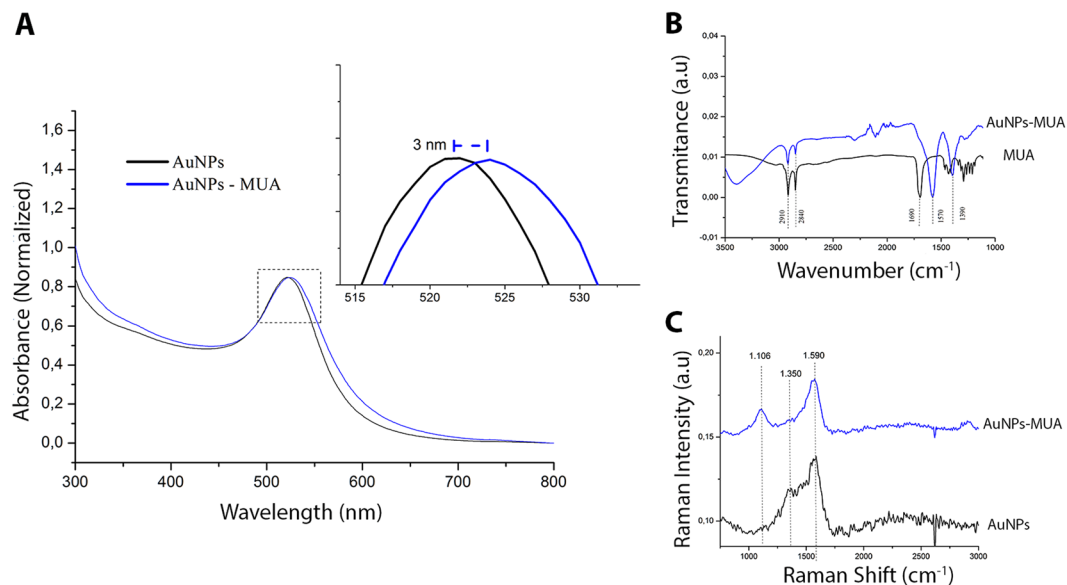 A
3 nm
AuNPs
AuNPs - MUA
515 520 525 530
1,6
1,4
1,2
1,0
0,8
0,6
0,4
0,2
0,0
Absorbance (Normalized)
300 400 500 600 700 800
Wavelength (nm)
B
0,04
0,03
0,02
0,01
0,00
-0,01
Transmitance (a.u)
AuNPs-MUA
MUA
2910 2840 1690 1570 1390
3500 3000 2500 2000 1500 1000
Wavenumber (cm-1)
C
0,20
0,15
0,10
Raman Intensity (a.u)
1.106 1.350 1.590
AuNPs-MUA
AuNPs
1000 1500 2000 2500 3000
Raman Shift (cm-1)